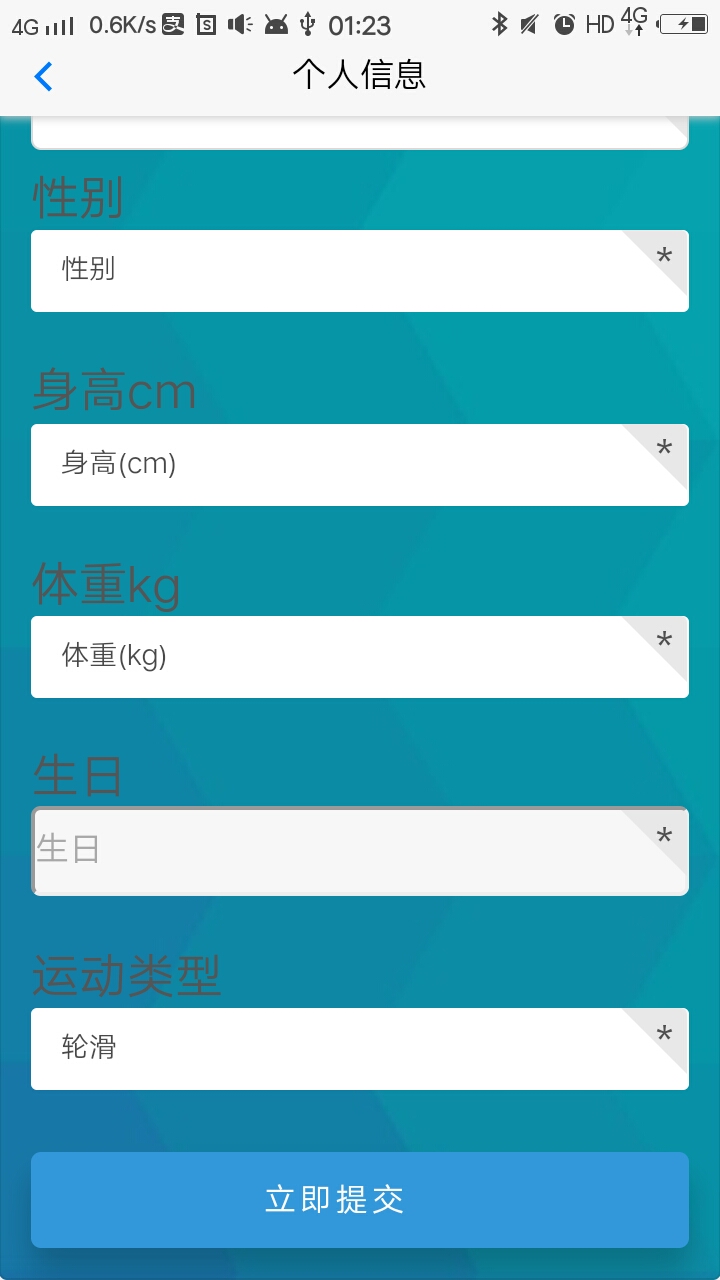 4G 0.6K/s 01:23 HD 4G
个人信息
性别
性别 *
身高cm
身高(cm) *
体重kg
体重(kg) *
生日
生日 *
运动类型
轮滑 *
立即提交